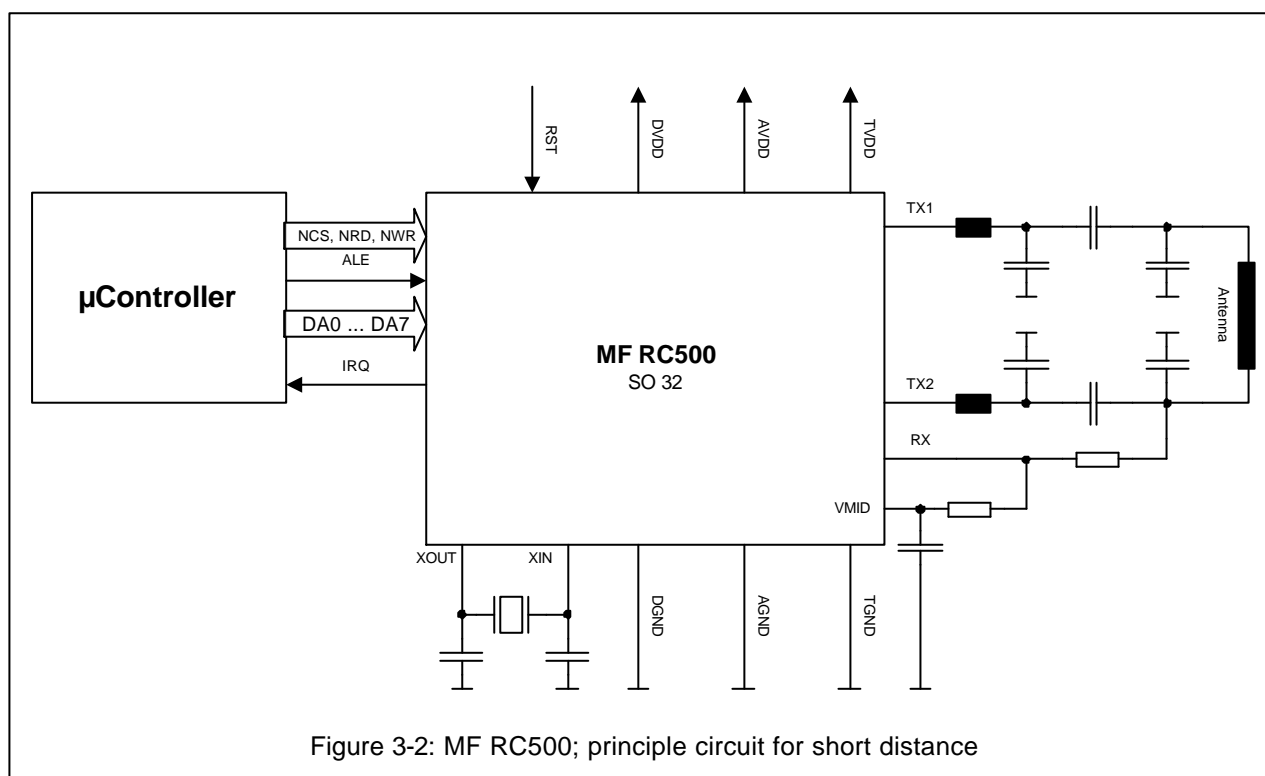 RST
DVDD
AVDD
TVDD
µController
NCS, NRD, NWR
ALE
DA0 ... DA7
IRQ
MF RC500
SO 32
TX1
TX2
RX
VMID
Antenna
XOUT
XIN
DGND
AGND
TGND
Figure 3-2: MF RC500; principle circuit for short distance